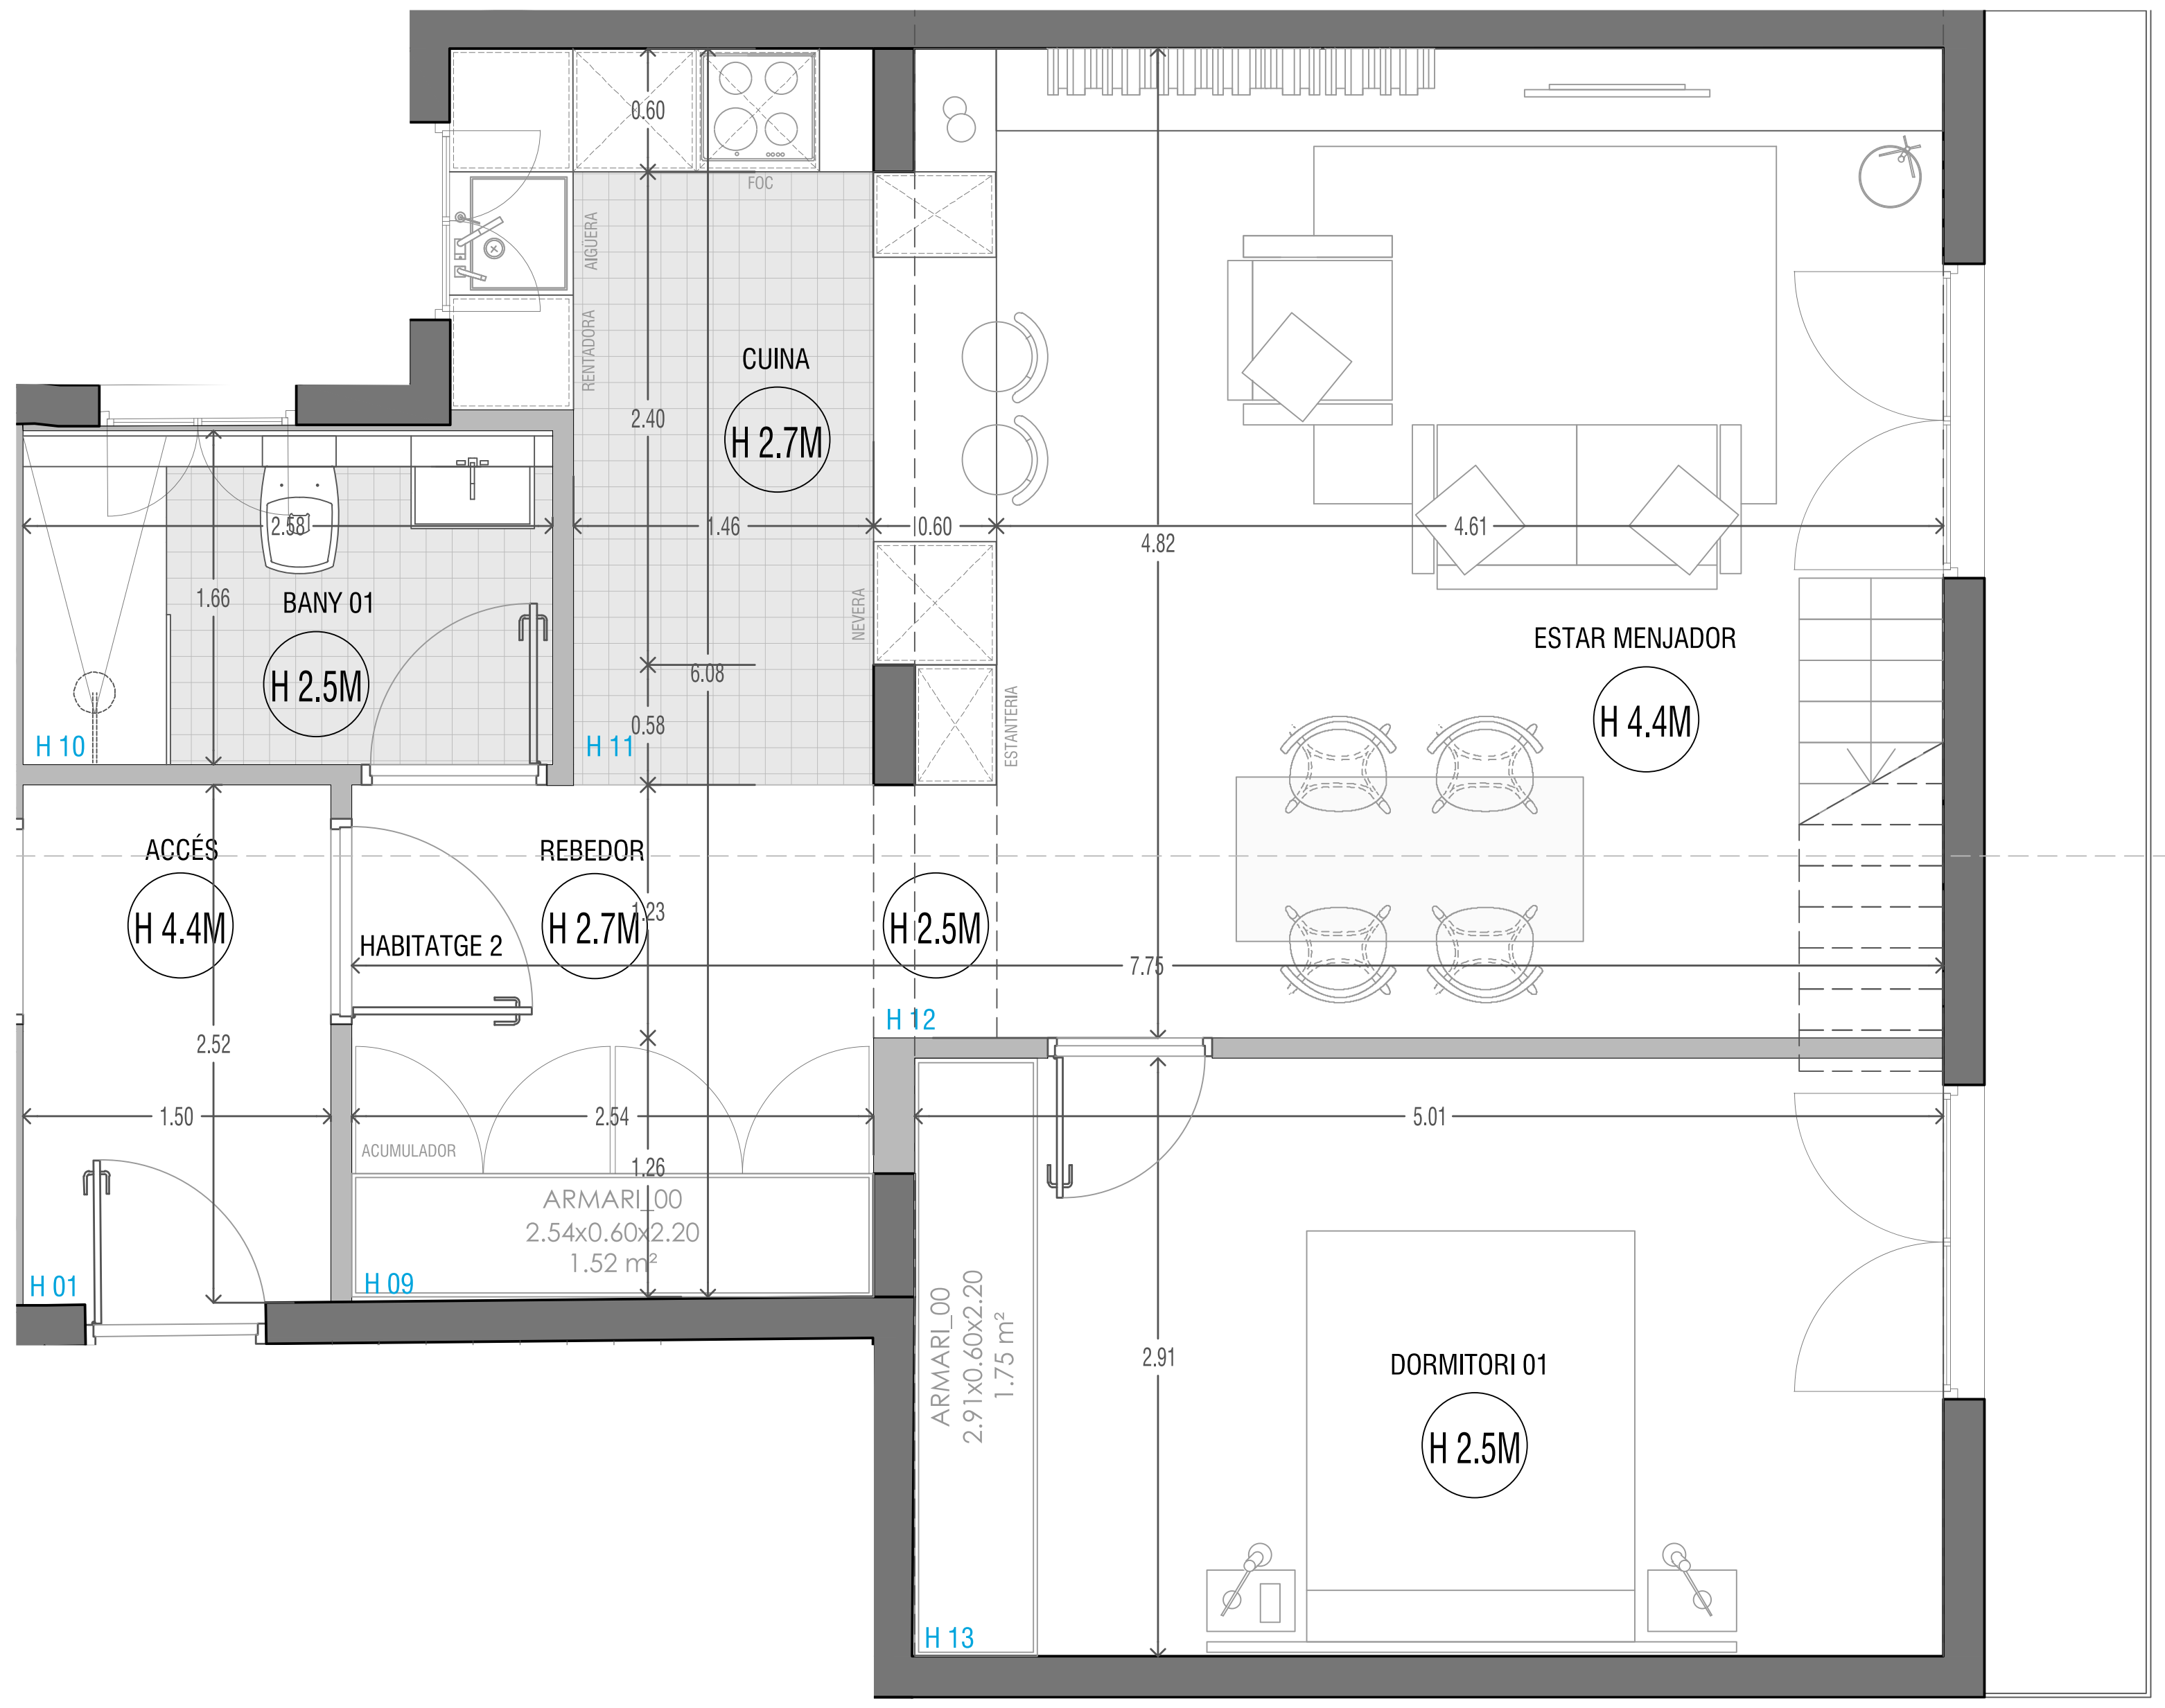 0.60
FOC
AIGÜERA
RENTADORA
CUINA
H 2.7M
2.40
2.58
1.46
0.60
4.61
4.82
1.66
BANY 01
H 2.5M
NEVERA
ESTAR MENJADOR
H 4.4M
6.08
0.58
ESTANTERIA
H 10
H 11
ACCÉS
H 4.4M
REBEDOR
H 2.7M
1.23
H 2.5M
HABITATGE 2
7.75
H 12
2.52
1.50
2.54
5.01
ACUMULADOR
1.26
ARMARI_00
2.54x0.60x2.20
1.52 m²
H 01
H 09
ARMARI_00
2.91x0.60x2.20
1.75 m²
2.91
DORMITORI 01
H 2.5M
H 13